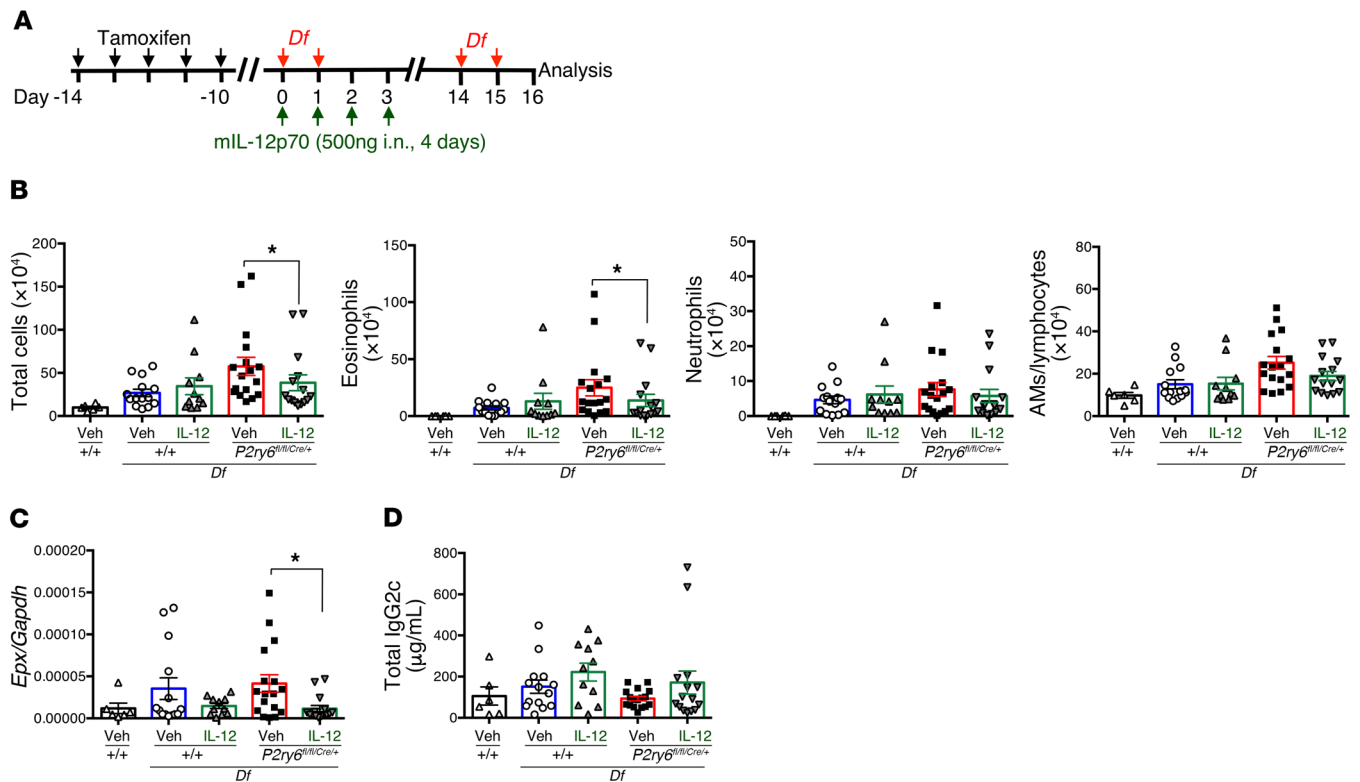 A
Tamoxifen Df Df
Analysis
Day -14 -10 0 1 2 3 14 15 16
mIL-12p70 (500ng i.n., 4 days)
B
Total cells (×10⁴)
200
150
100
50
0
*
Veh Veh IL-12 Veh IL-12
+/+ +/+ P2ry6fl/fl/Cre/+
Df
Eosinophils
(×10⁴)
150
100
50
0
*
Veh Veh IL-12 Veh IL-12
+/+ +/+ P2ry6fl/fl/Cre/+
Df
Neutrophils
(×10⁴)
50
40
30
20
10
0
Veh Veh IL-12 Veh IL-12
+/+ +/+ P2ry6fl/fl/Cre/+
Df
AMs/lymphocytes
(×10⁴)
80
60
40
20
0
Veh Veh IL-12 Veh IL-12
+/+ +/+ P2ry6fl/fl/Cre/+
Df
C
Epx/Gapdh
0.00020
0.00015
0.00010
0.00005
0.00000
*
Veh Veh IL-12 Veh IL-12
+/+ +/+ P2ry6fl/fl/Cre/+
Df
D
Total IgG2c
(μg/mL)
800
600
400
200
0
Veh Veh IL-12 Veh IL-12
+/+ +/+ P2ry6fl/fl/Cre/+
Df